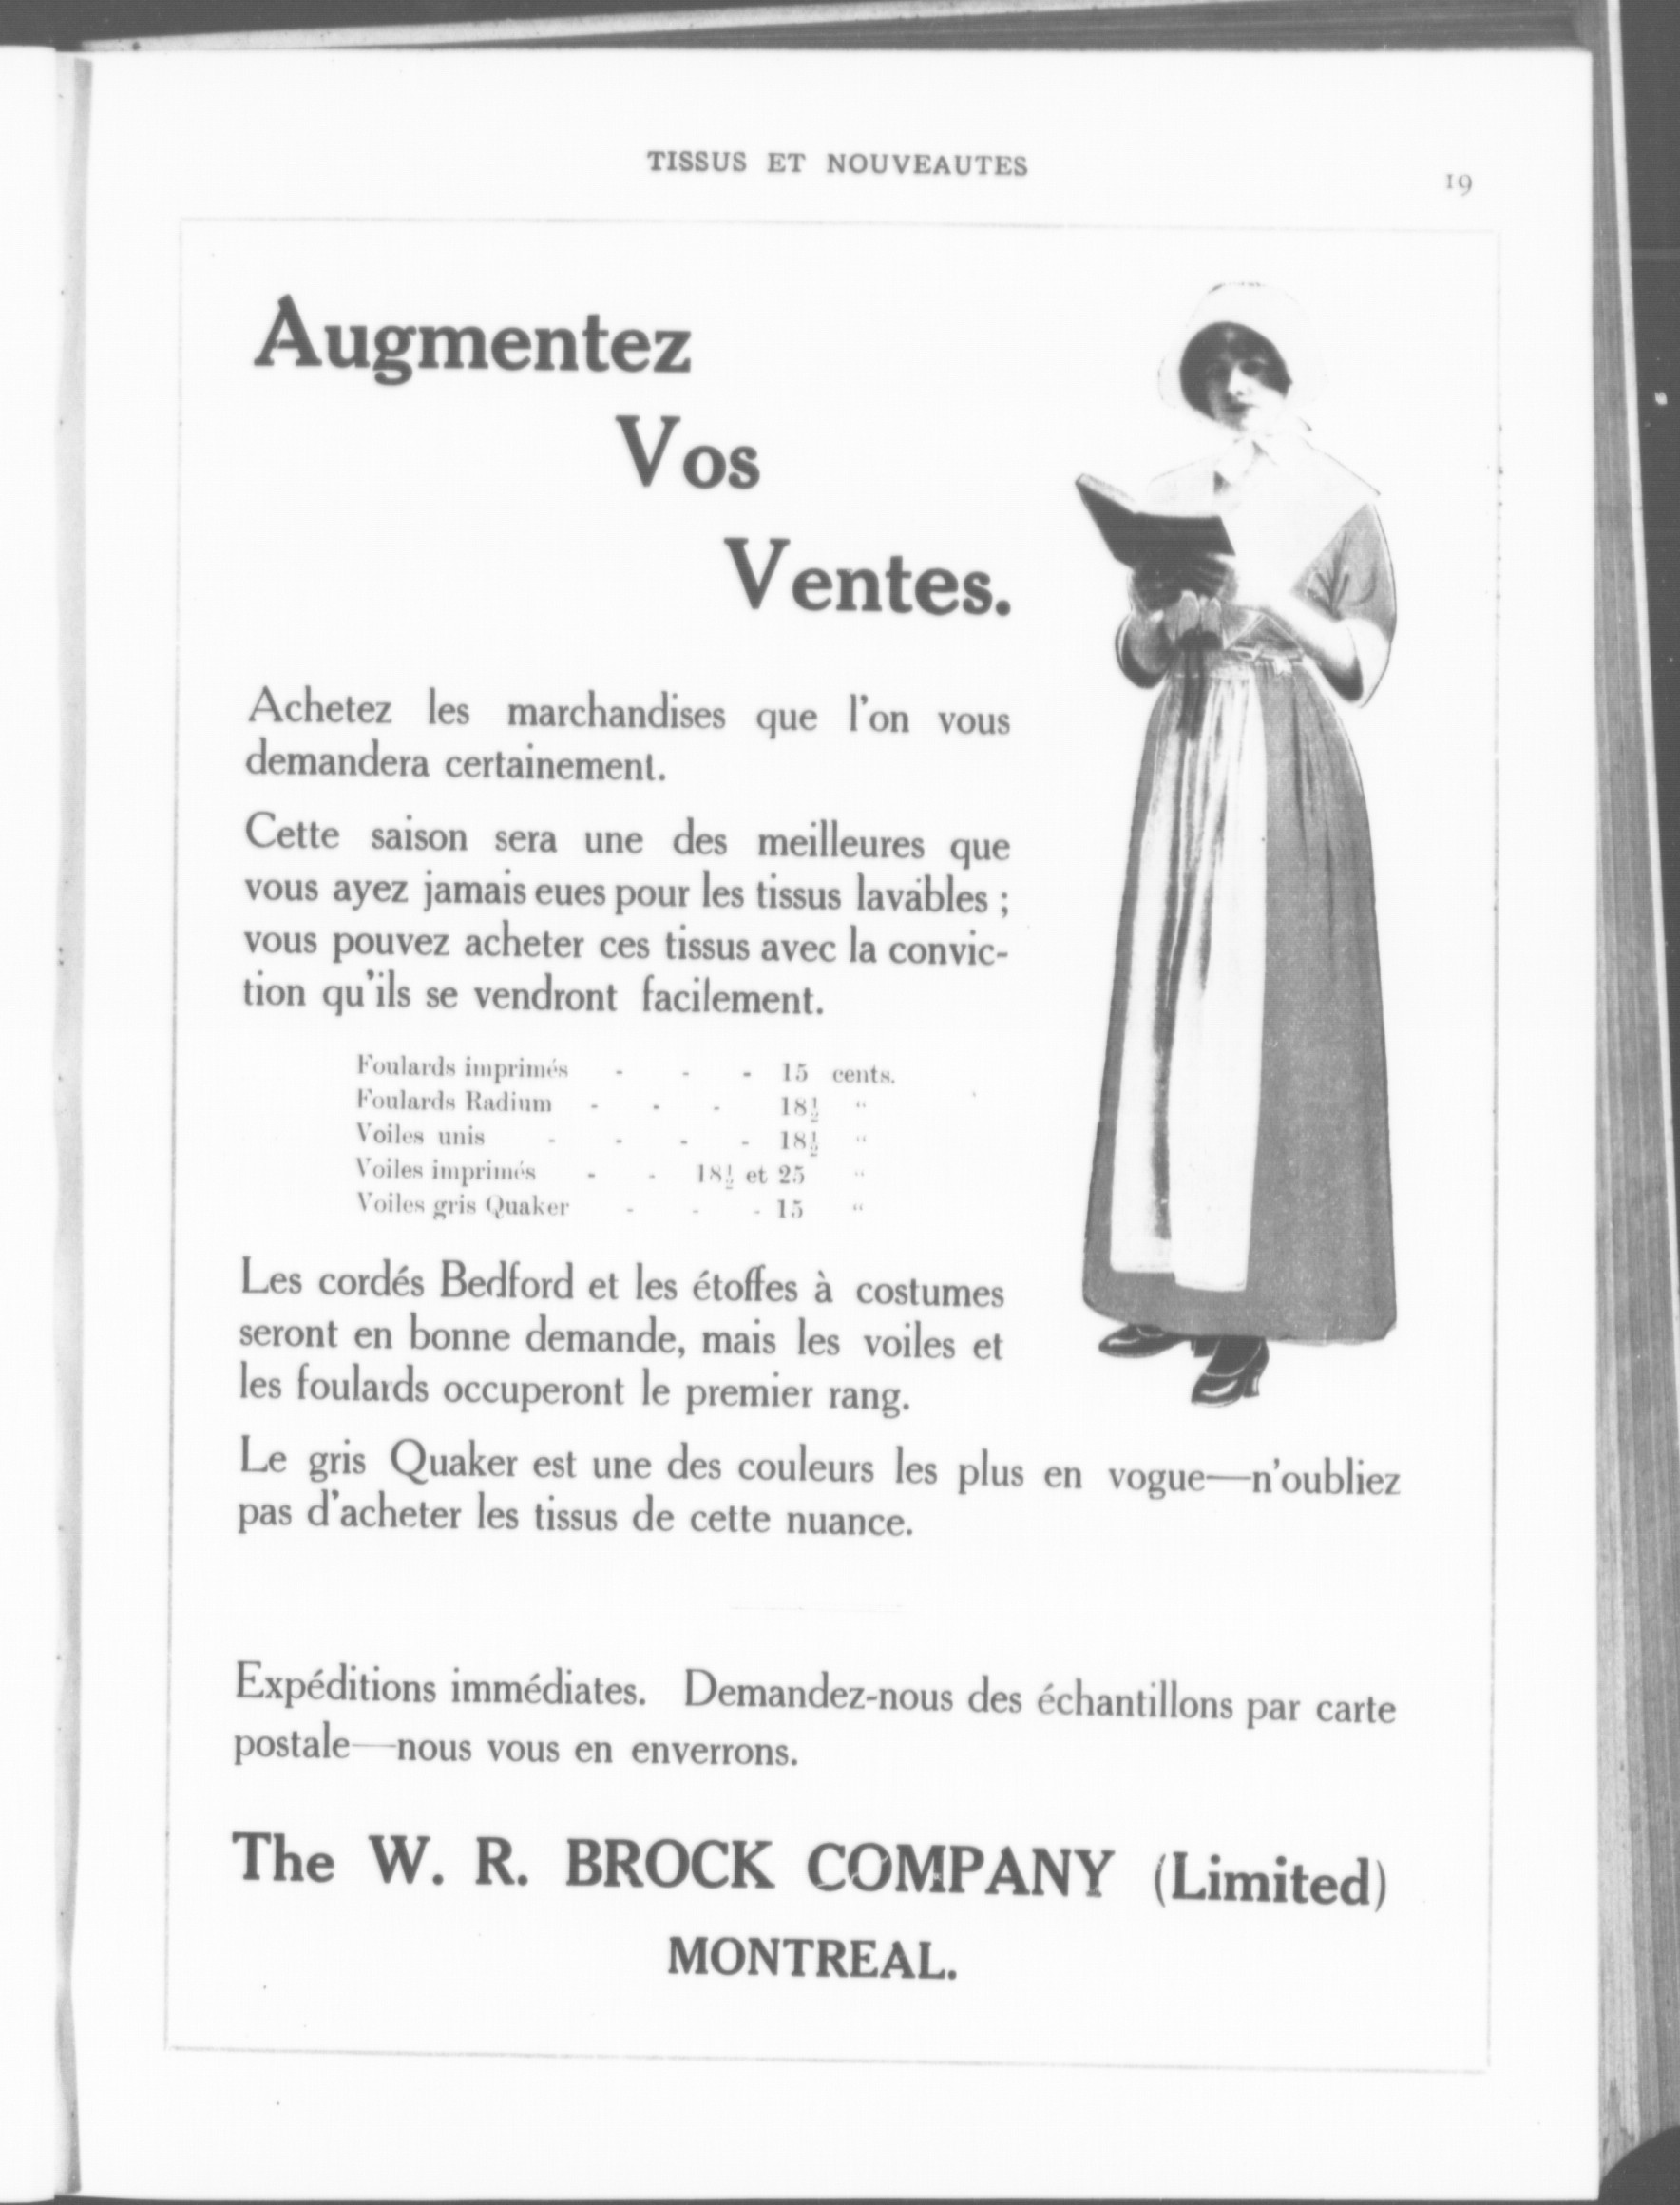 TISSUS ET NOUVEAUTES
19
Augmentez
Vos
Ventes.
Achetez les marchandises que l'on vous
demandera certainement.
Cette saison sera une des meilleures que
vous ayez jamais eues pour les tissus lavables ;
vous pouvez acheter ces tissus avec la convic-
tion qu'ils se vendront facilement.
Foulards imprimés - - - 15 cents.
Foulards Radium - - - 18½ "
Voiles unis - - - - 18½ "
Voiles imprimés - - 18½ et 25 "
Voiles gris Quaker - - - 15 "
Les cordés Bedford et les étoffes à costumes
seront en bonne demande, mais les voiles et
les foulards occuperont le premier rang.
Le gris Quaker est une des couleurs les plus en vogue—n'oubliez
pas d'acheter les tissus de cette nuance.
Expéditions immédiates. Demandez-nous des échantillons par carte
postale—nous vous en enverrons.
The W. R. BROCK COMPANY (Limited)
MONTREAL.